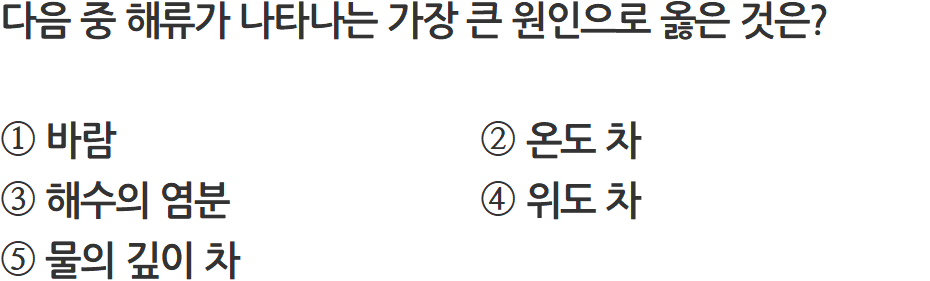 다음 중 해류가 나타나는 가장 큰 원인으로 옳은 것은?
① 바람 ② 온도 차
③ 해수의 염분 ④ 위도 차
⑤ 물의 깊이 차